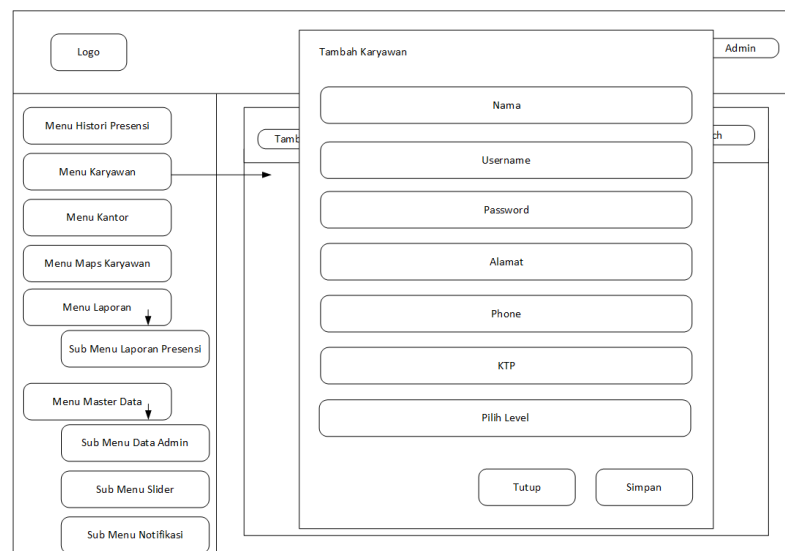 Logo
Tambah Karyawan
Admin
Menu Histori Presensi
Menu Karyawan
Menu Kantor
Menu Maps Karyawan
Menu Laporan
Sub Menu Laporan Presensi
Menu Master Data
Sub Menu Data Admin
Sub Menu Slider
Sub Menu Notifikasi
Tamb
ch
Nama
Username
Password
Alamat
Phone
KTP
Pilih Level
Tutup
Simpan